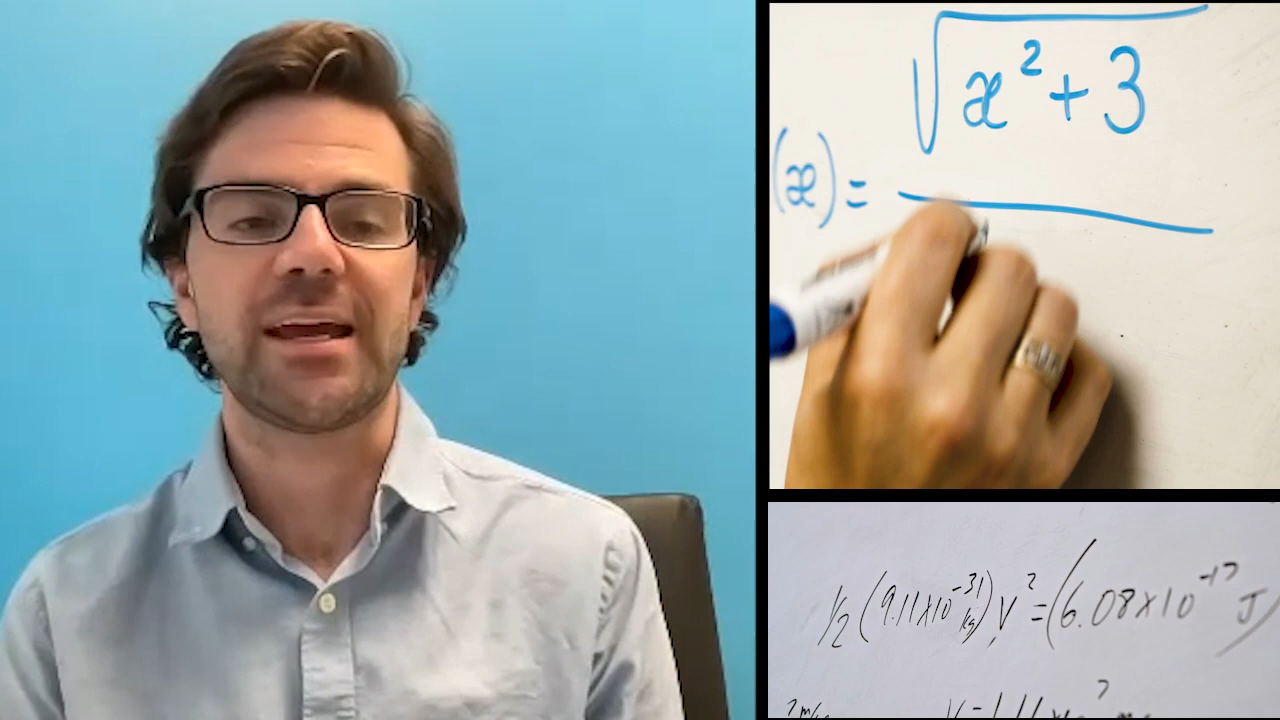 √x² + 3
(x) =
½ (9.11x10⁻³¹ kg) V² = (6.08x10⁻¹⁷ J)